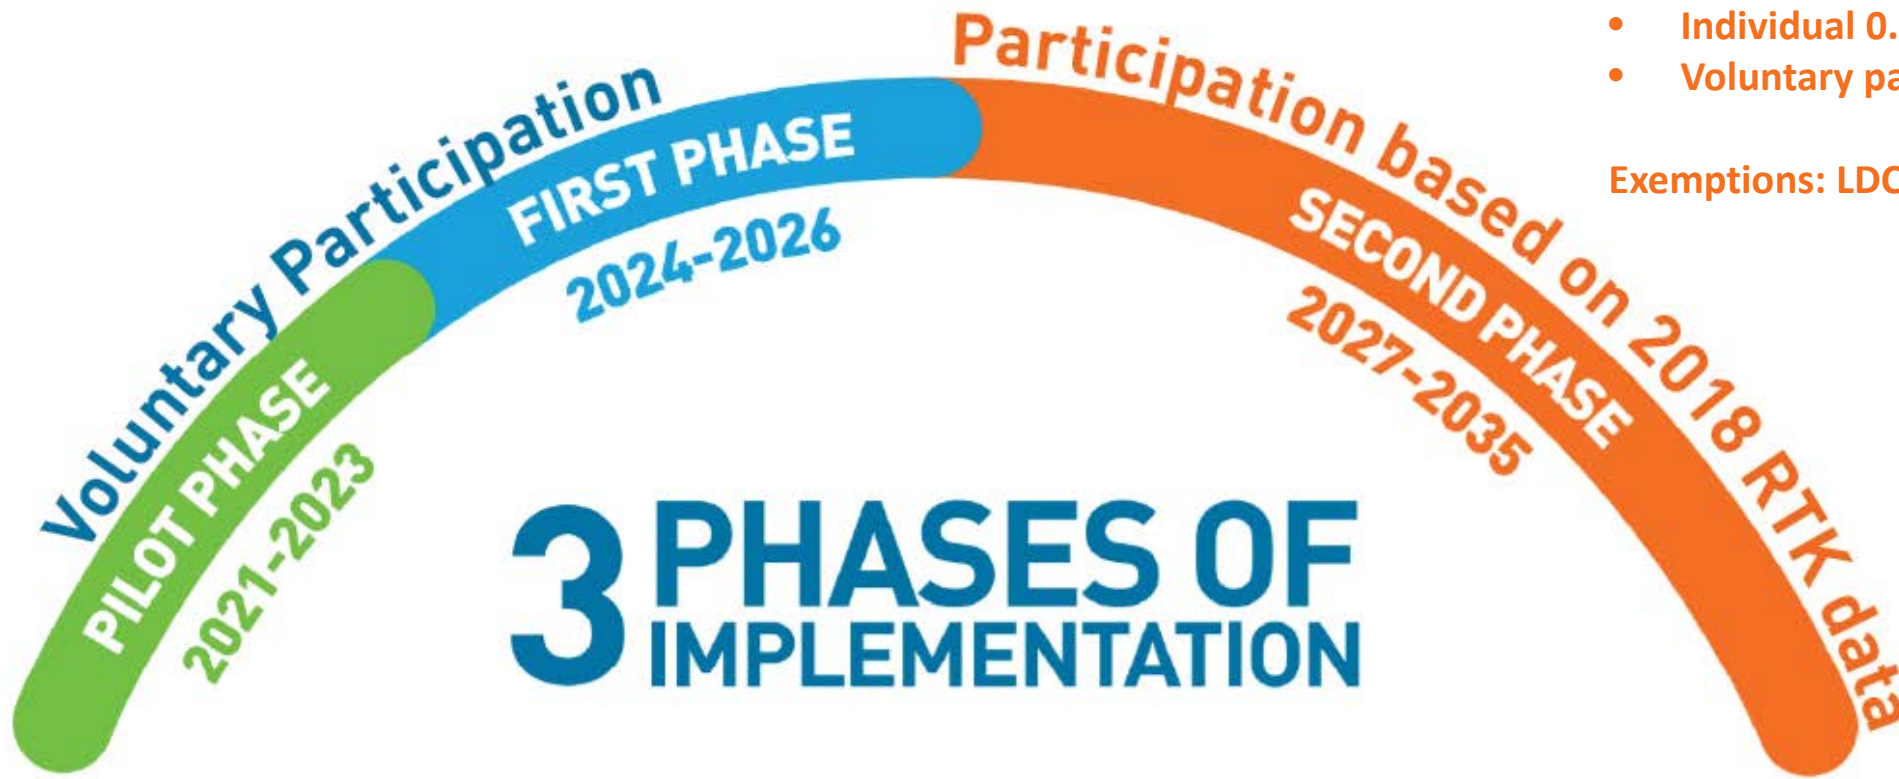 Voluntary Participation
PILOT PHASE
2021-2023
FIRST PHASE
2024-2026
Participation based on 2018 RTK data
SECOND PHASE
2027-2035
3 PHASES OF
IMPLEMENTATION
• Individual 0.
• Voluntary pa
Exemptions: LDC